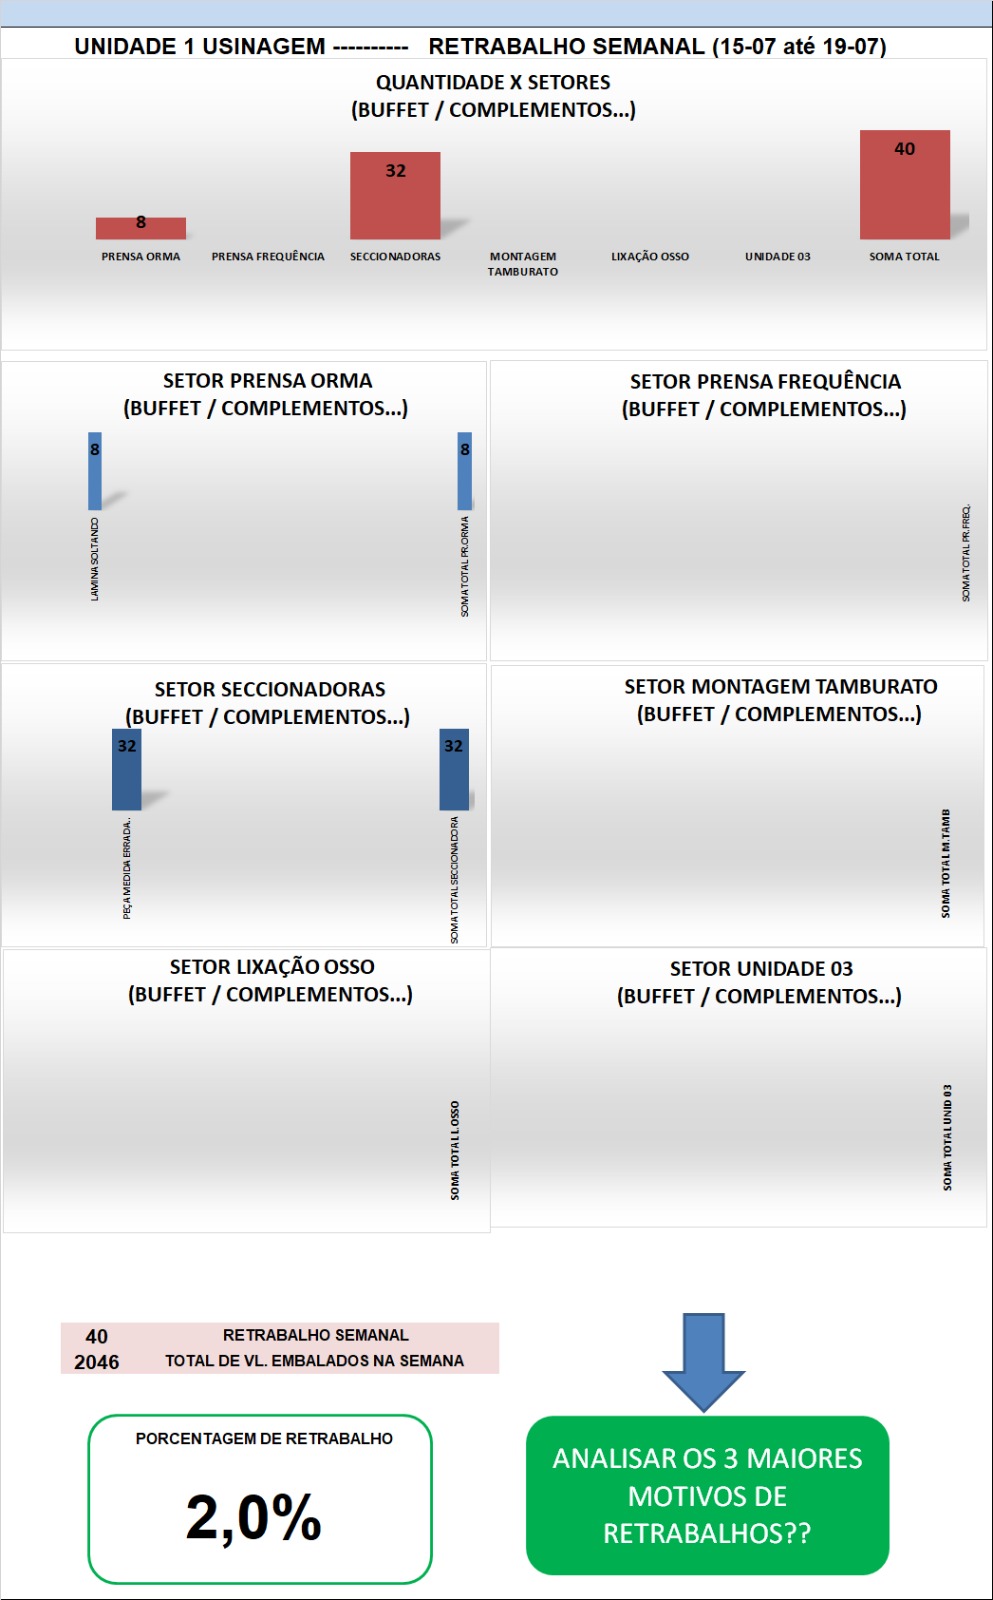 UNIDADE 1 USINAGEM ---------- RETRABALHO SEMANAL (15-07 até 19-07)
QUANTIDADE X SETORES
(BUFFET / COMPLEMENTOS...)
8
32
40
PRENSA ORMA
PRENSA FREQUÊNCIA
SECCIONADORAS
MONTAGEM
TAMBURATO
LIXAÇÃO OSSO
UNIDADE 03
SOMA TOTAL
SETOR PRENSA ORMA
(BUFFET / COMPLEMENTOS...)
8
8
LAMINA SOLTANDO
SOMA TOTAL PR.ORMA
SETOR PRENSA FREQUÊNCIA
(BUFFET / COMPLEMENTOS...)
SOMA TOTAL PR.FREQ.
SETOR SECCIONADORAS
(BUFFET / COMPLEMENTOS...)
32
32
PEÇA MEDIDA ERRADA..
SOMA TOTAL SECCIONADORA
SETOR MONTAGEM TAMBURATO
(BUFFET / COMPLEMENTOS...)
SOMA TOTAL M.TAMB
SETOR LIXAÇÃO OSSO
(BUFFET / COMPLEMENTOS...)
SOMA TOTAL L.OSSO
SETOR UNIDADE 03
(BUFFET / COMPLEMENTOS...)
SOMA TOTAL UNID 03
40 RETRABALHO SEMANAL
2046 TOTAL DE VL. EMBALADOS NA SEMANA
PORCENTAGEM DE RETRABALHO
2,0%
ANALISAR OS 3 MAIORES
MOTIVOS DE
RETRABALHOS??